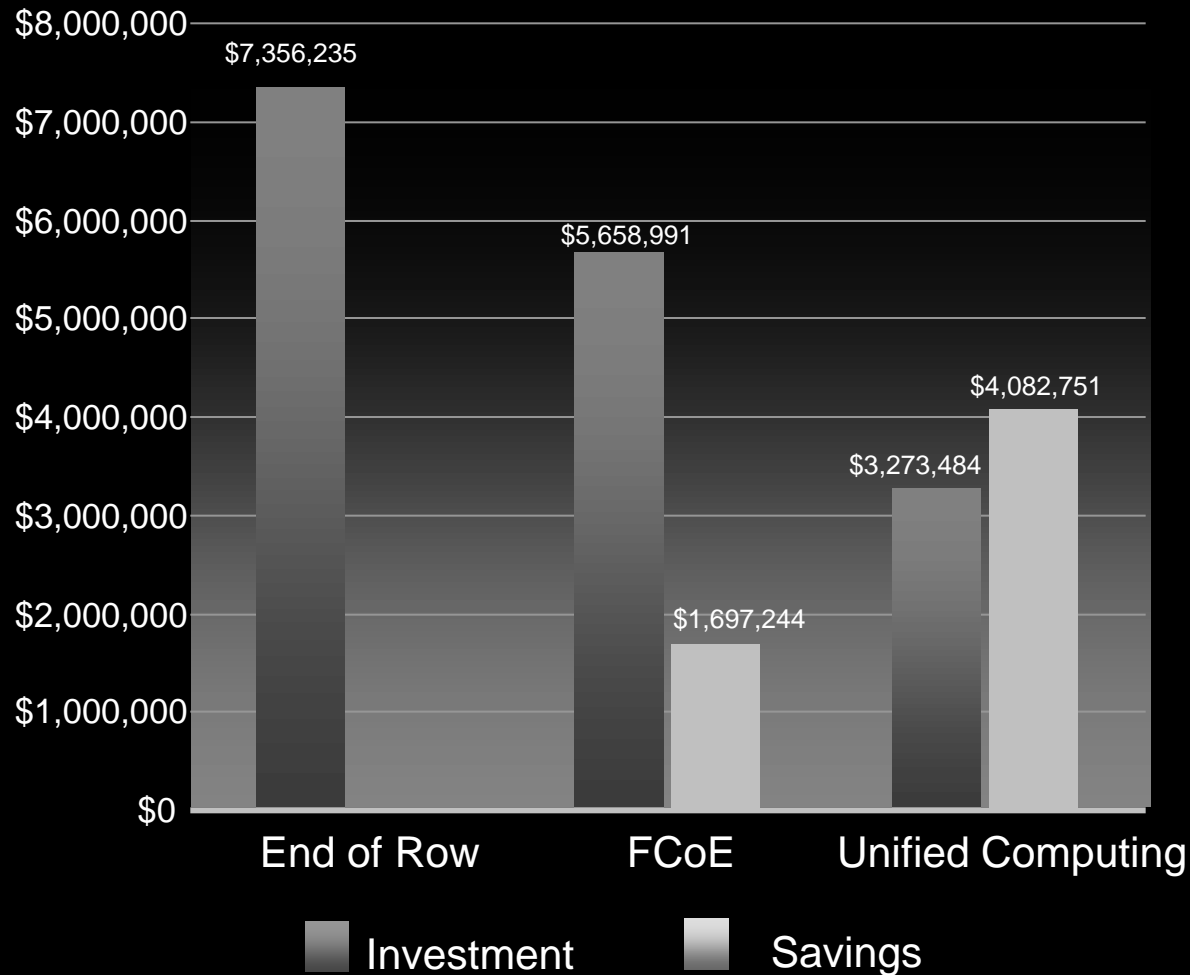 $8,000,000
$7,356,235
$7,000,000
$6,000,000
$5,658,991
$5,000,000
$4,082,751
$4,000,000
$3,273,484
$3,000,000
$2,000,000
$1,697,244
$1,000,000
$0
End of Row
FCoE
Unified Computing
Investment
Savings